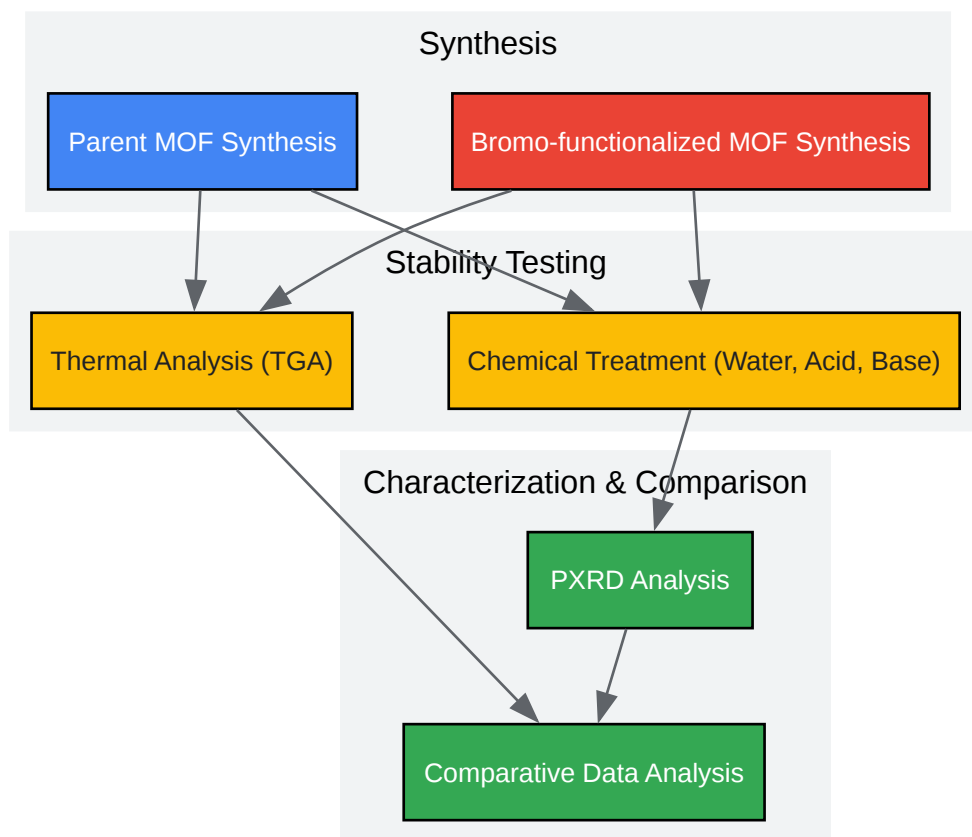 Synthesis
Parent MOF Synthesis
Bromo-functionalized MOF Synthesis
Stability Testing
Thermal Analysis (TGA)
Chemical Treatment (Water, Acid, Base)
Characterization & Comparison
PXRD Analysis
Comparative Data Analysis